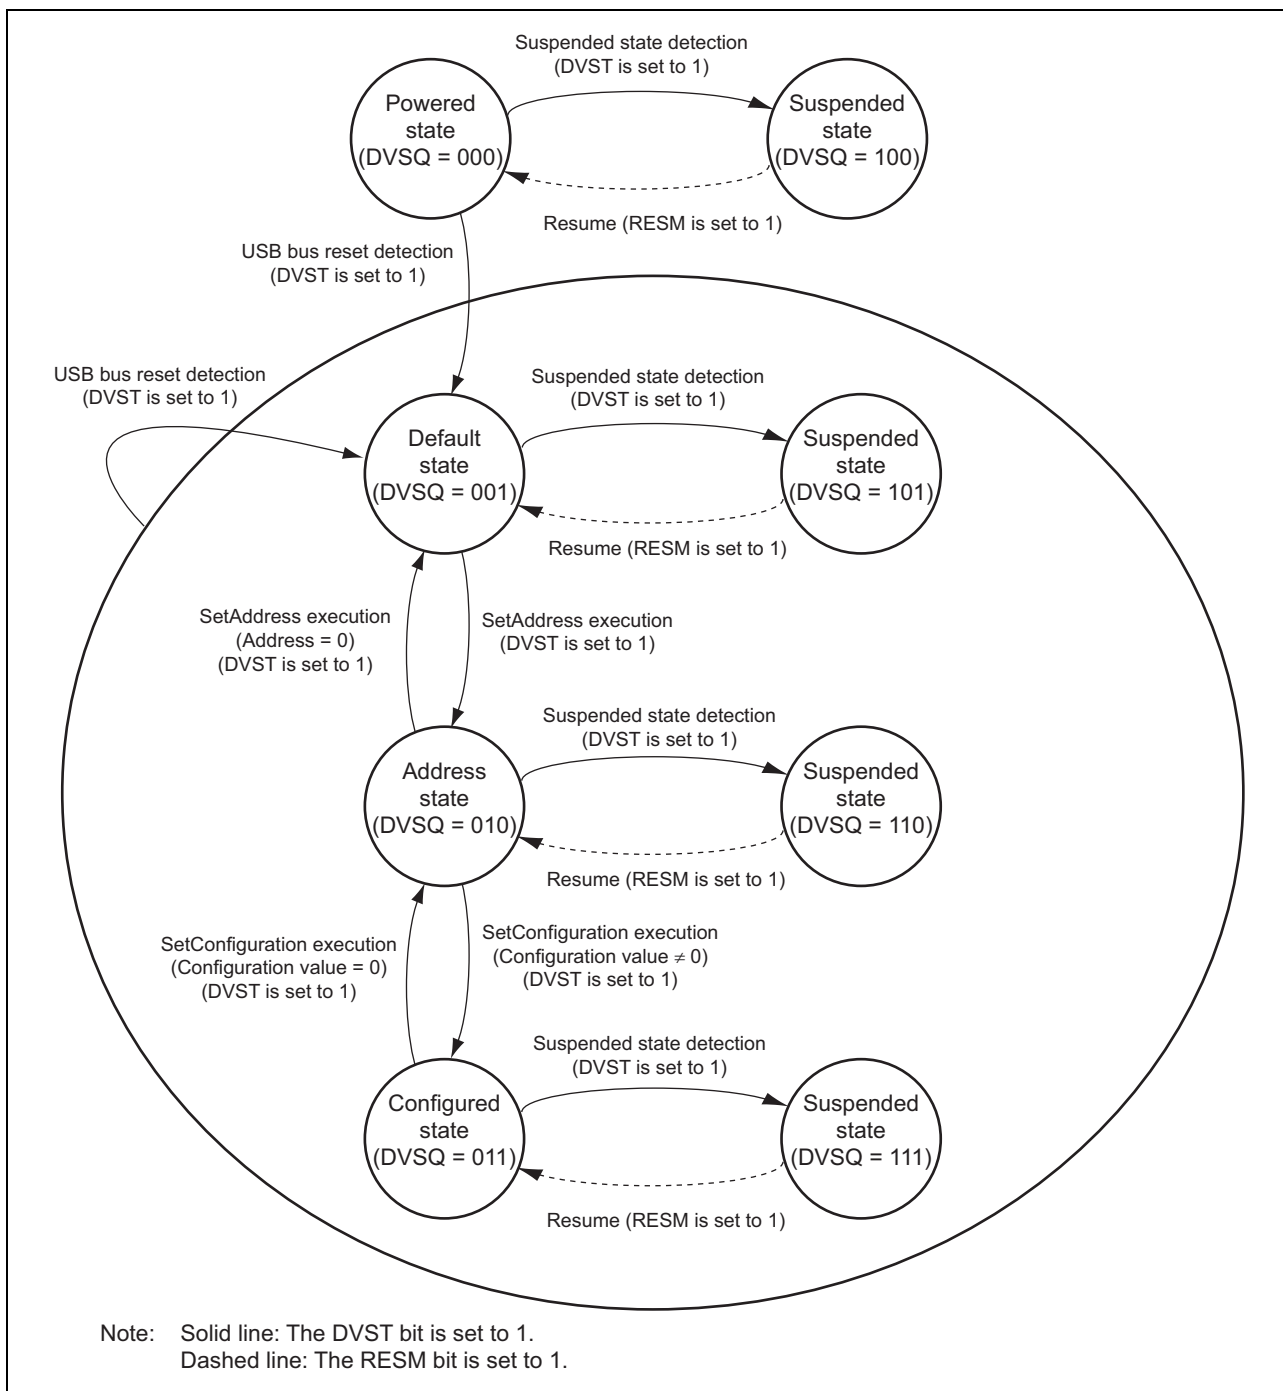 Suspended state detection
(DVST is set to 1)
Powered
state
(DVSQ = 000)
Suspended
state
(DVSQ = 100)
Resume (RESM is set to 1)
USB bus reset detection
(DVST is set to 1)
USB bus reset detection
(DVST is set to 1)
Suspended state detection
(DVST is set to 1)
Default
state
(DVSQ = 001)
Suspended
state
(DVSQ = 101)
Resume (RESM is set to 1)
SetAddress execution
(Address = 0)
(DVST is set to 1)
SetAddress execution
(DVST is set to 1)
Suspended state detection
(DVST is set to 1)
Address
state
(DVSQ = 010)
Suspended
state
(DVSQ = 110)
Resume (RESM is set to 1)
SetConfiguration execution
(Configuration value = 0)
(DVST is set to 1)
SetConfiguration execution
(Configuration value ≠ 0)
(DVST is set to 1)
Suspended state detection
(DVST is set to 1)
Configured
state
(DVSQ = 011)
Suspended
state
(DVSQ = 111)
Resume (RESM is set to 1)
Note: Solid line: The DVST bit is set to 1.
Dashed line: The RESM bit is set to 1.